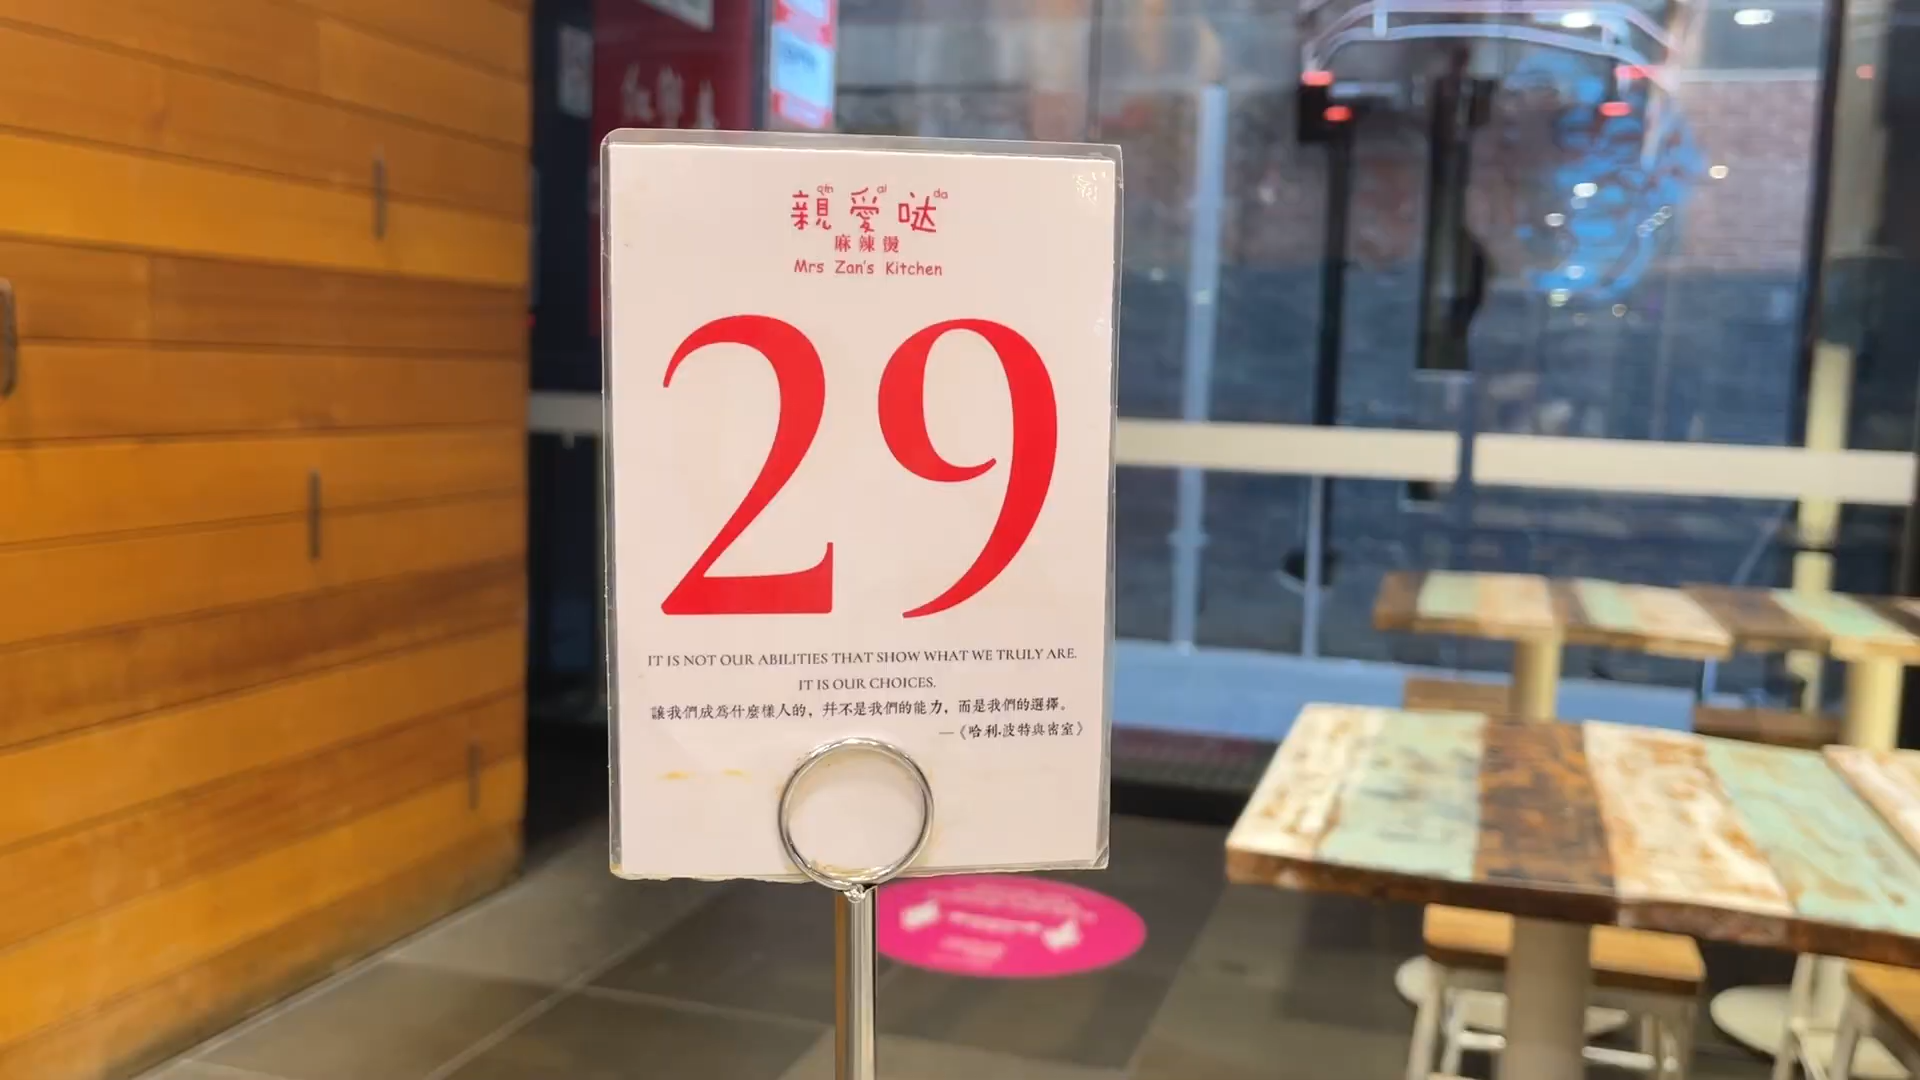 qin ai da
親愛哒
麻辣燙
Mrs Zan's Kitchen
29
IT IS NOT OUR ABILITIES THAT SHOW WHAT WE TRULY ARE.
IT IS OUR CHOICES.
讓我們成爲什麼樣人的，幷不是我們的能力，而是我們的選擇。
—《哈利·波特與密室》